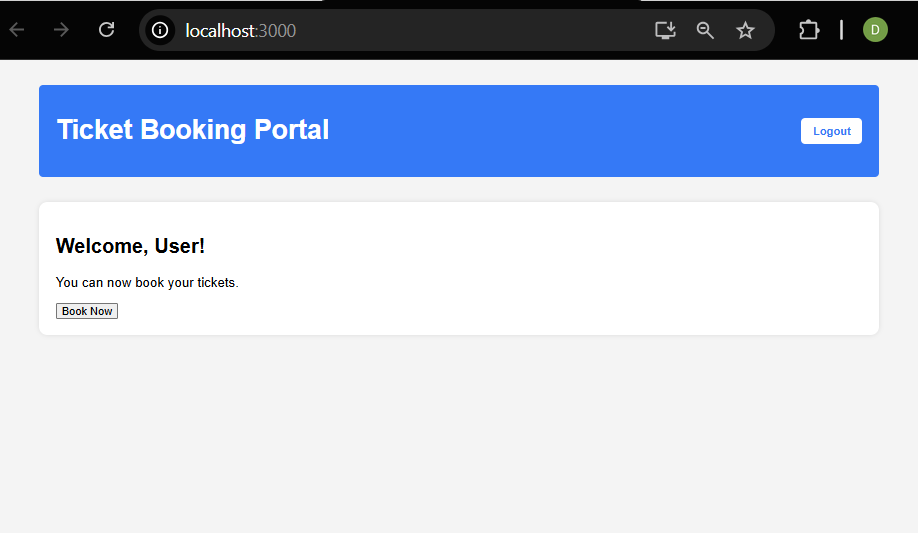 localhost:3000
D
Ticket Booking Portal
Logout
Welcome, User!
You can now book your tickets.
Book Now